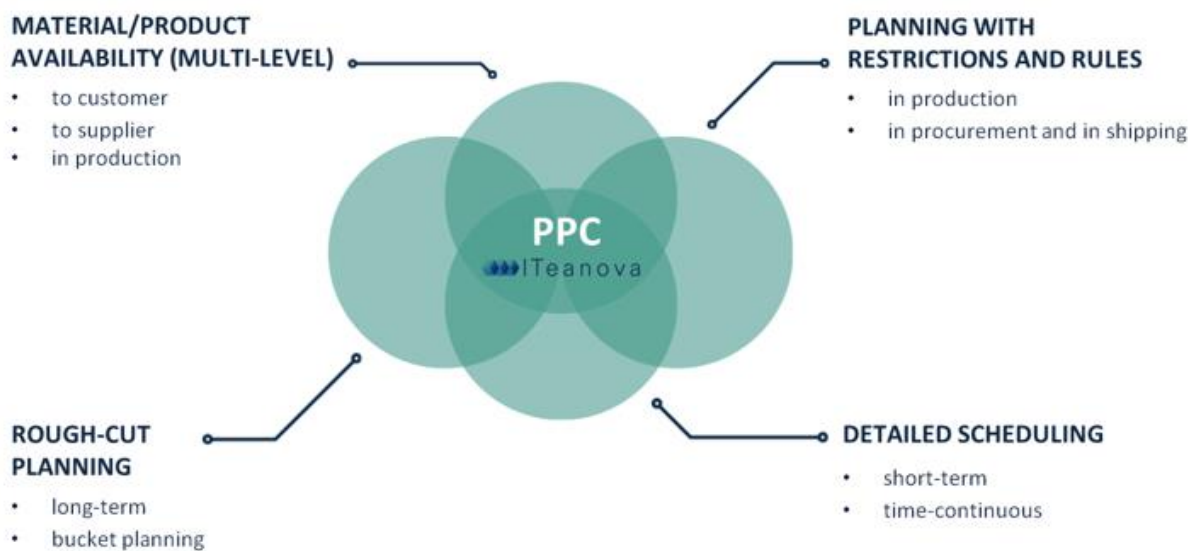 MATERIAL/PRODUCT
AVAILABILITY (MULTI-LEVEL)
• to customer
• to supplier
• in production
PLANNING WITH
RESTRICTIONS AND RULES
• in production
• in procurement and in shipping
PPC
ITeanova
ROUGH-CUT
PLANNING
• long-term
• bucket planning
DETAILED SCHEDULING
• short-term
• time-continuous